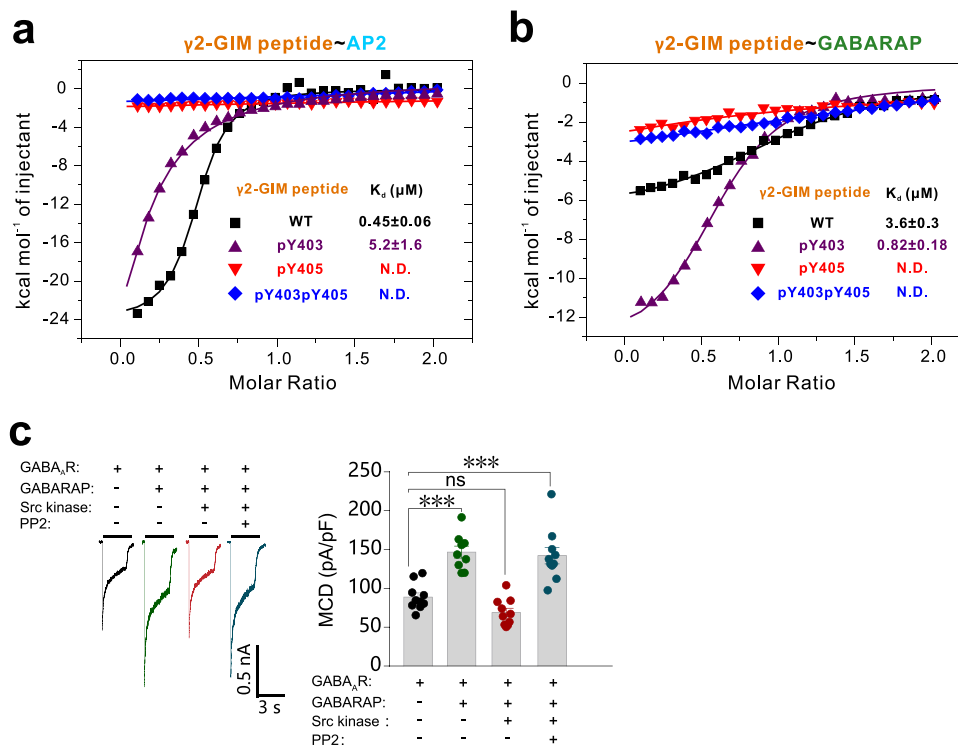 a
γ2-GIM peptide~AP2
kcal mol⁻¹ of injectant
0
-4
-8
-12
-16
-20
-24
γ2-GIM peptide K_d (μM)
WT 0.45±0.06
pY403 5.2±1.6
pY405 N.D.
pY403pY405 N.D.
0.0 0.5 1.0 1.5 2.0
Molar Ratio
b
γ2-GIM peptide~GABARAP
kcal mol⁻¹ of injectant
0
-2
-4
-6
-8
-10
-12
γ2-GIM peptide K_d (μM)
WT 3.6±0.3
pY403 0.82±0.18
pY405 N.D.
pY403pY405 N.D.
0.0 0.5 1.0 1.5 2.0
Molar Ratio
c
GABA_AR: + + + +
GABARAP: - + + +
Src kinase: - - + +
PP2: - - - +
0.5 nA
3 s
MCD (pA/pF)
250
200
150
100
50
0
***
ns
***
GABA_AR: + + + +
GABARAP: - + + +
Src kinase : - - + +
PP2: - - - +